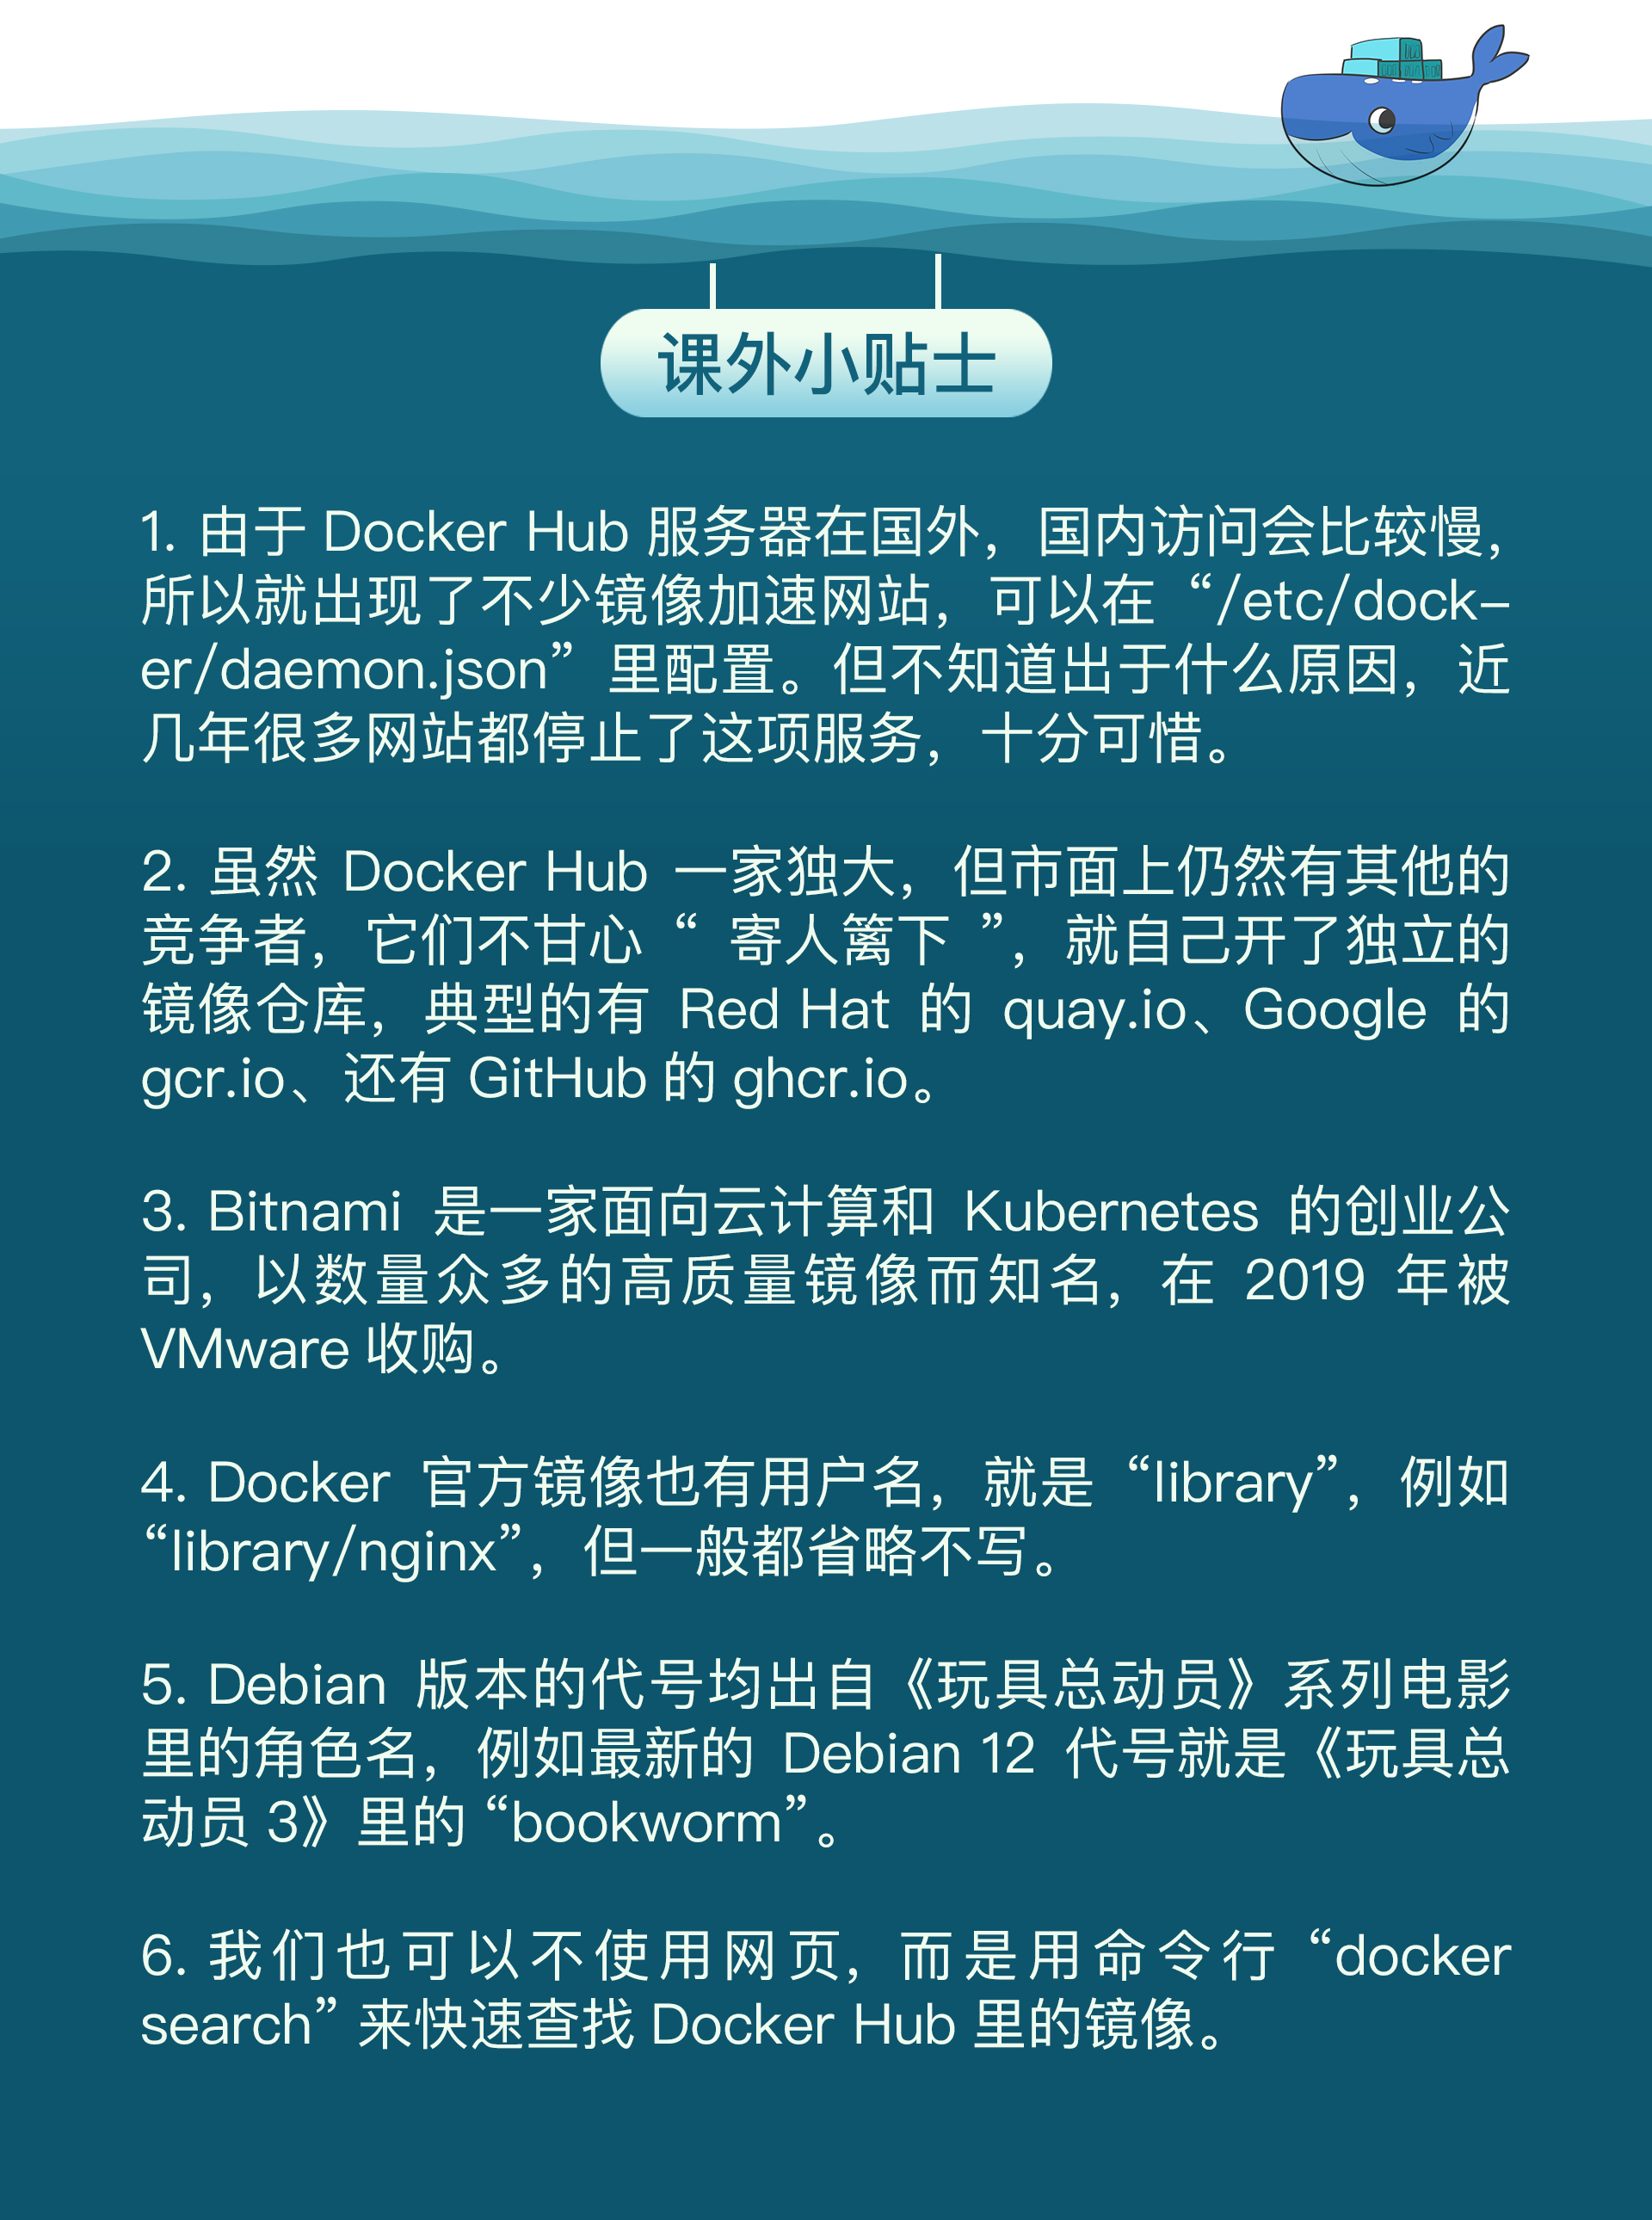 课外小贴士
1. 由于 Docker Hub 服务器在国外，国内访问会比较慢，
所以就出现了不少镜像加速网站，可以在 “/etc/dock-
er/daemon.json” 里配置。但不知道出于什么原因，近
几年很多网站都停止了这项服务，十分可惜。
2. 虽然 Docker Hub 一家独大，但市面上仍然有其他的
竞争者，它们不甘心 “ 寄人篱下 ”，就自己开了独立的
镜像仓库，典型的有 Red Hat 的 quay.io、Google 的
gcr.io、还有 GitHub 的 ghcr.io。
3. Bitnami 是一家面向云计算和 Kubernetes 的创业公
司，以数量众多的高质量镜像而知名，在 2019 年被
VMware 收购。
4. Docker 官方镜像也有用户名，就是 “library”，例如
“library/nginx”，但一般都省略不写。
5. Debian 版本的代号均出自《玩具总动员》系列电影
里的角色名，例如最新的 Debian 12 代号就是《玩具总
动员 3》里的 “bookworm”。
6. 我们也可以不使用网页，而是用命令行 “docker
search” 来快速查找 Docker Hub 里的镜像。